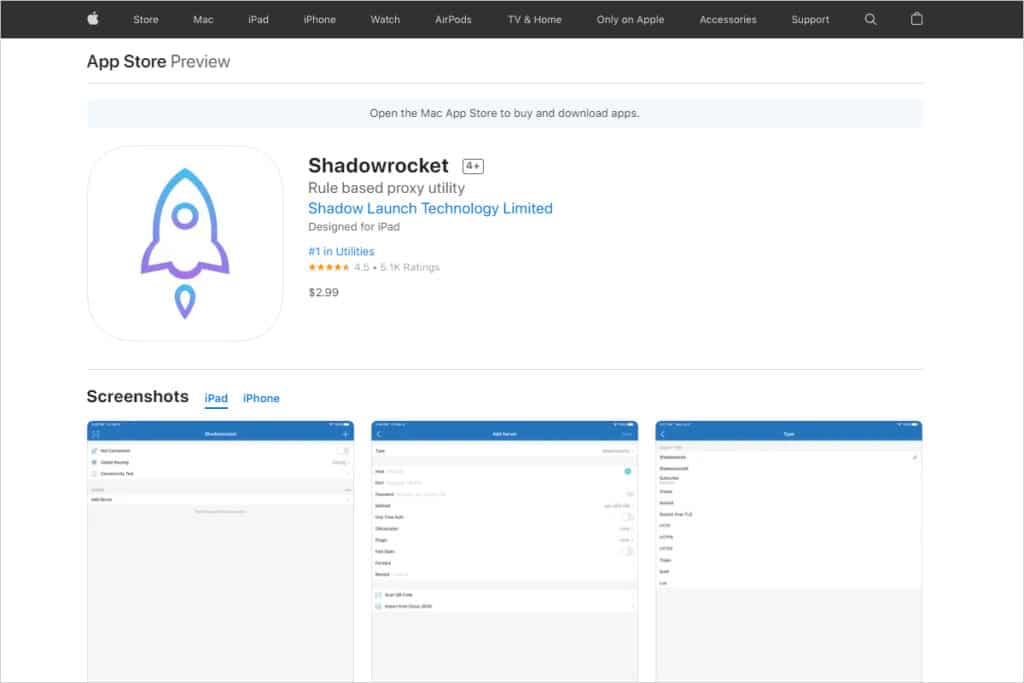 Store Mac iPad iPhone Watch AirPods TV & Home Only on Apple Accessories Support
App Store Preview
Open the Mac App Store to buy and download apps.
Shadowrocket 4+
Rule based proxy utility
Shadow Launch Technology Limited
Designed for iPad
#1 in Utilities
4.5 • 5.1K Ratings
$2.99
Screenshots iPad iPhone
Shadowrocket
Not Connected
Global Routing
Connectivity Test
Add Server
Add Server
Type
Host
Port
Password
Method
One Time Auth
Obfuscation
Plugin
Fast Open
Forward
Remark
Scan QR Code
Import from Cloud JSON
Type
Shadowsocks
ShadowsocksR
Subscribe
Vmess
Socks5
Socks5 Over TLS
HTTP
HTTPS
HTTP2
Trojan
Snell
Lua